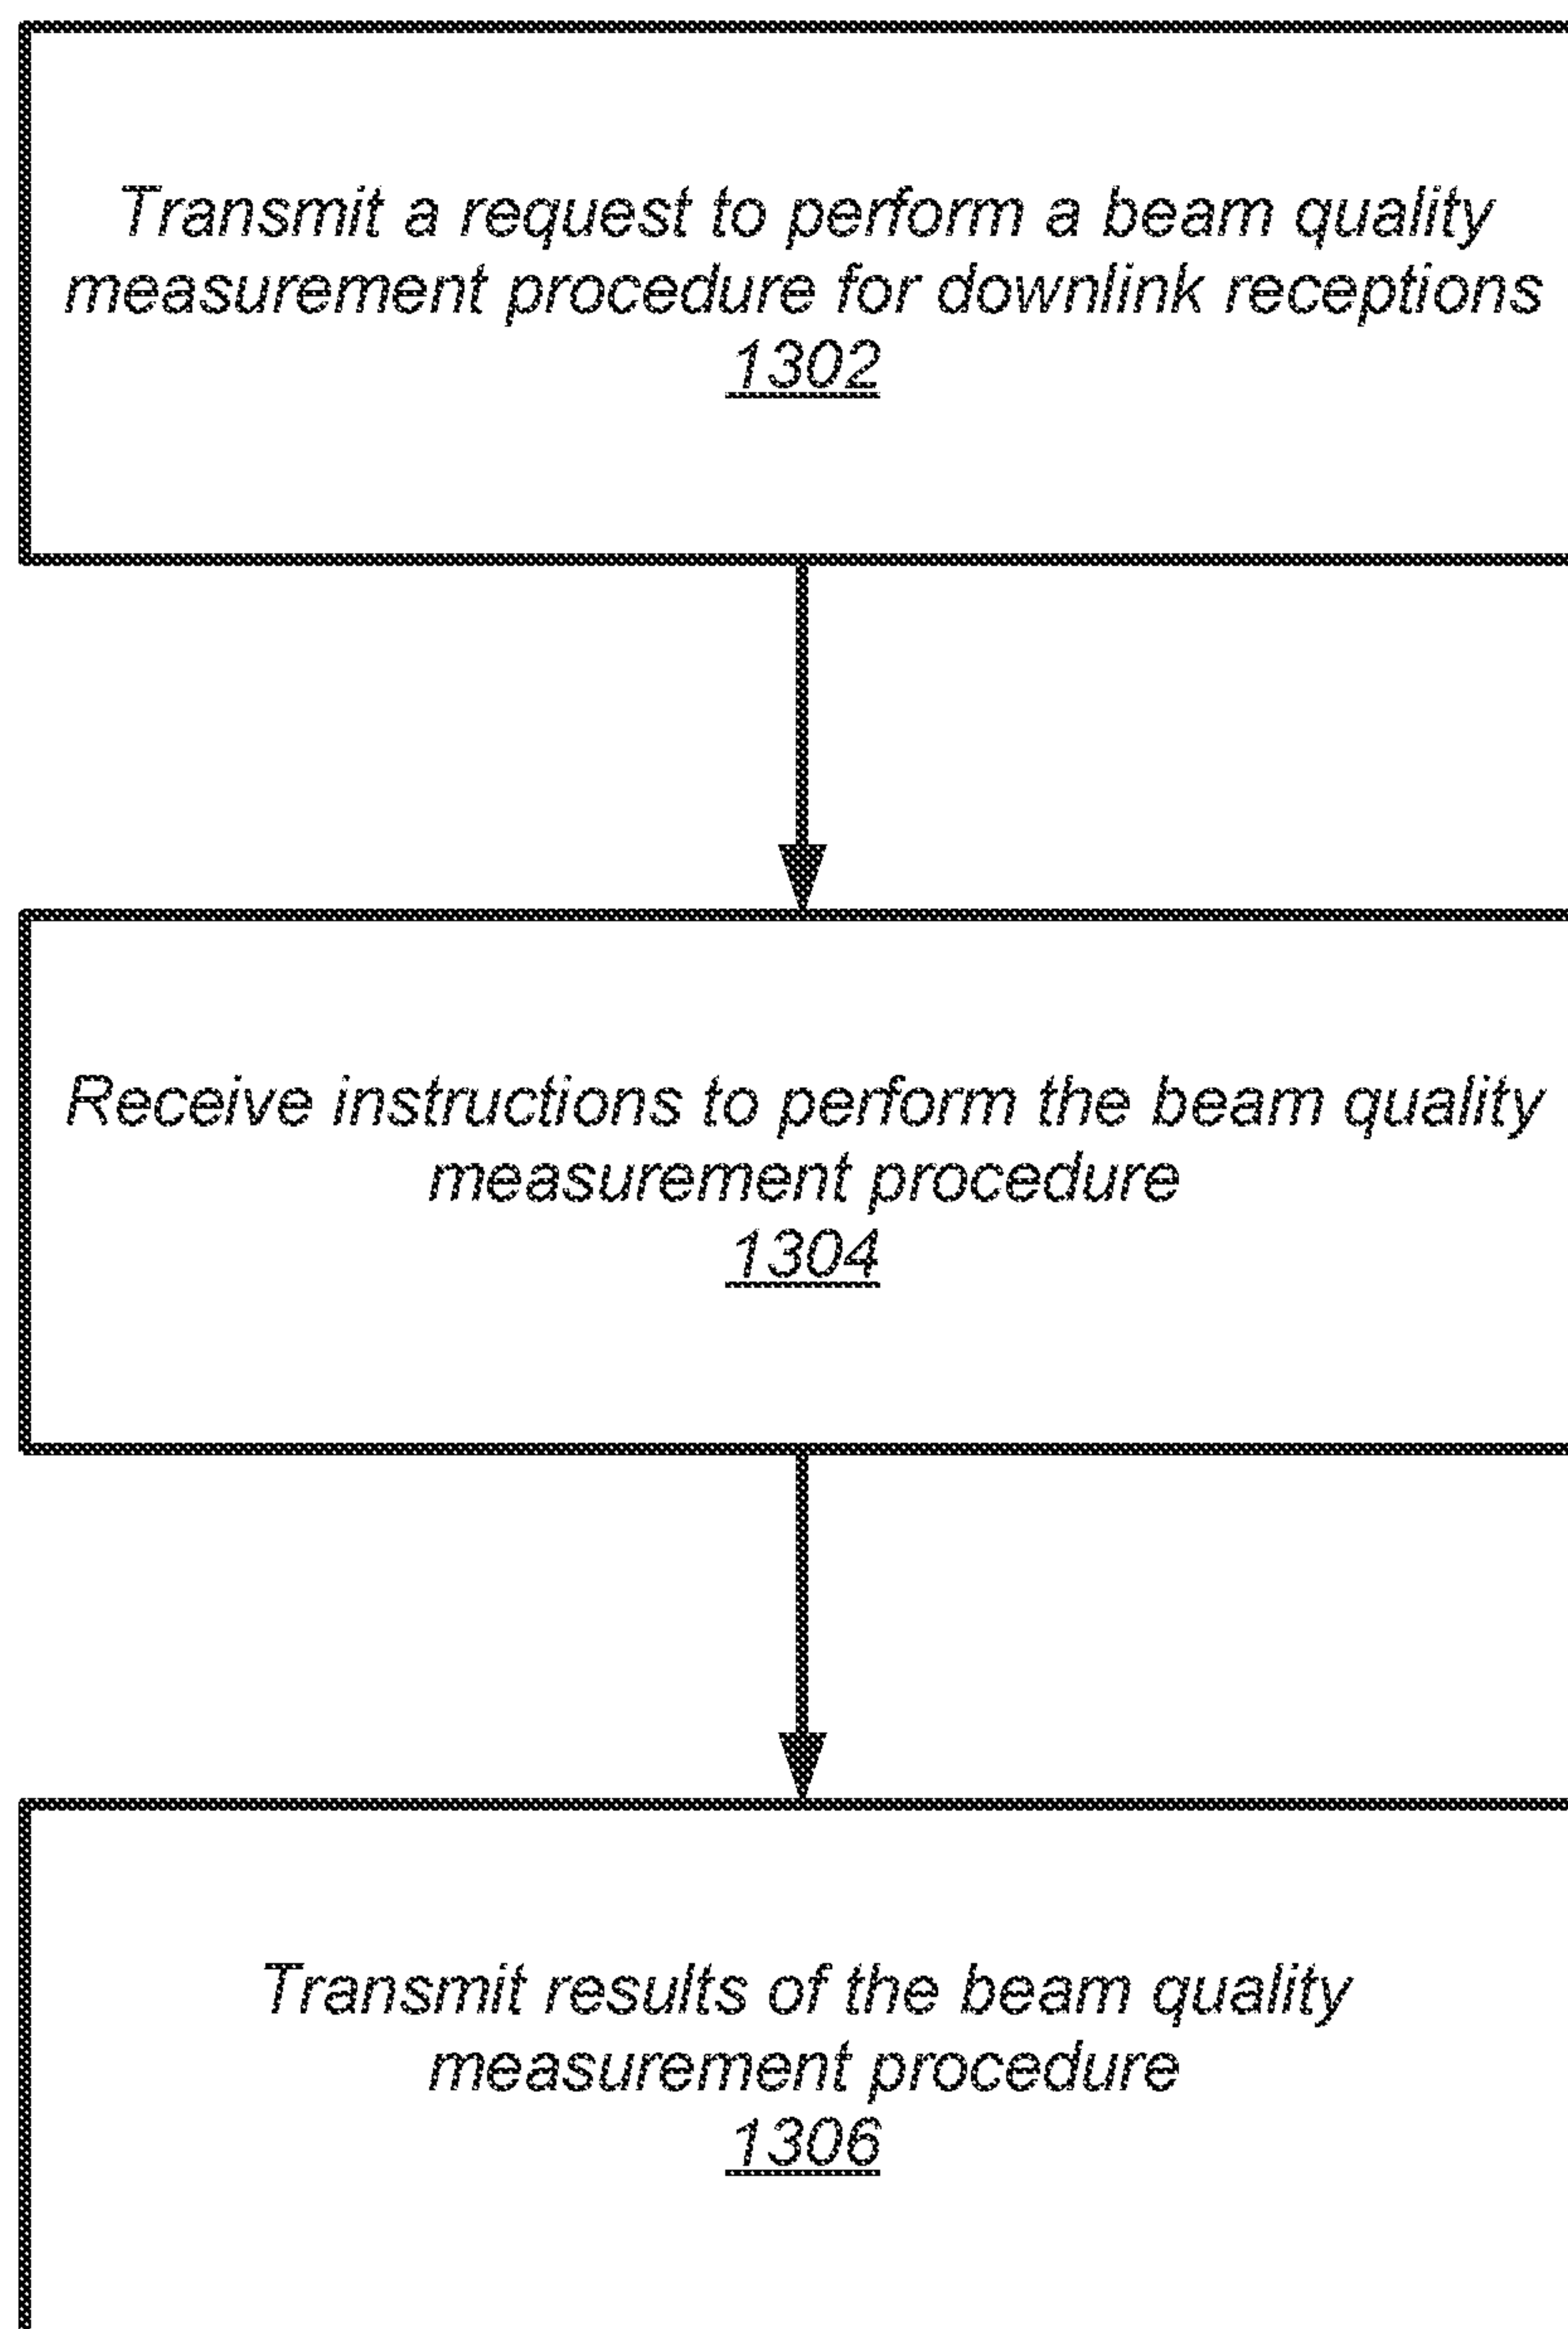 Transmit a request to perform a beam quality
measurement procedure for downlink receptions
1302
Receive instructions to perform the beam quality
measurement procedure
1304
Transmit results of the beam quality
measurement procedure
1306